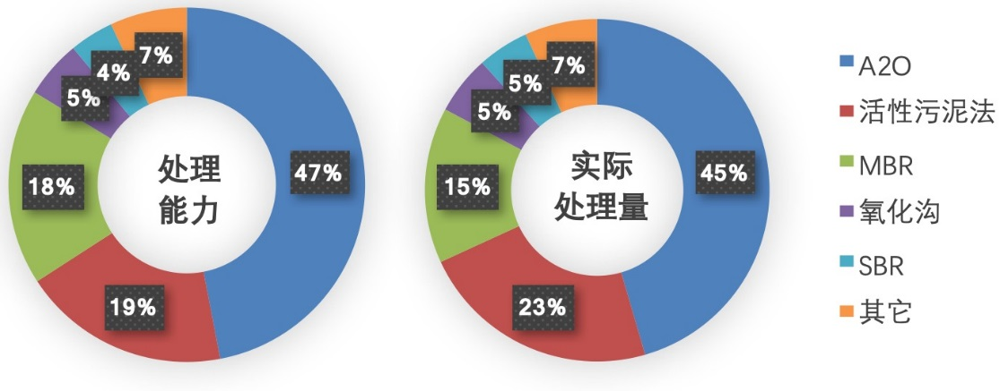 7%
4%
5%
18%
19%
47%
处理
能力
7%
5%
5%
15%
23%
45%
实际
处理量
A2O
活性污泥法
MBR
氧化沟
SBR
其它